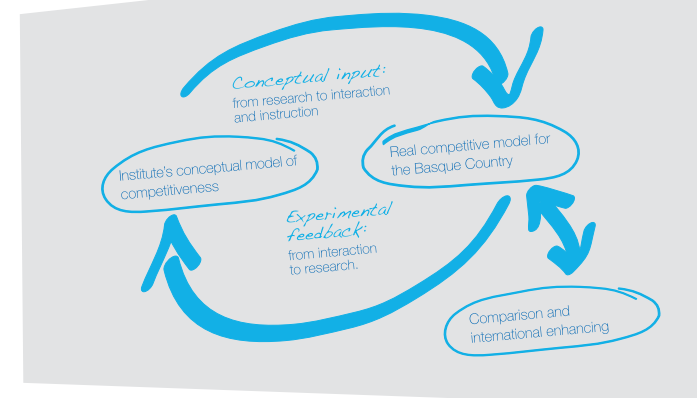 Conceptual input:
from research to interaction
and instruction
Institute's conceptual model of
competitiveness
Real competitive model for
the Basque Country
Experimental
feedback:
from interaction
to research.
Comparison and
international enhancing